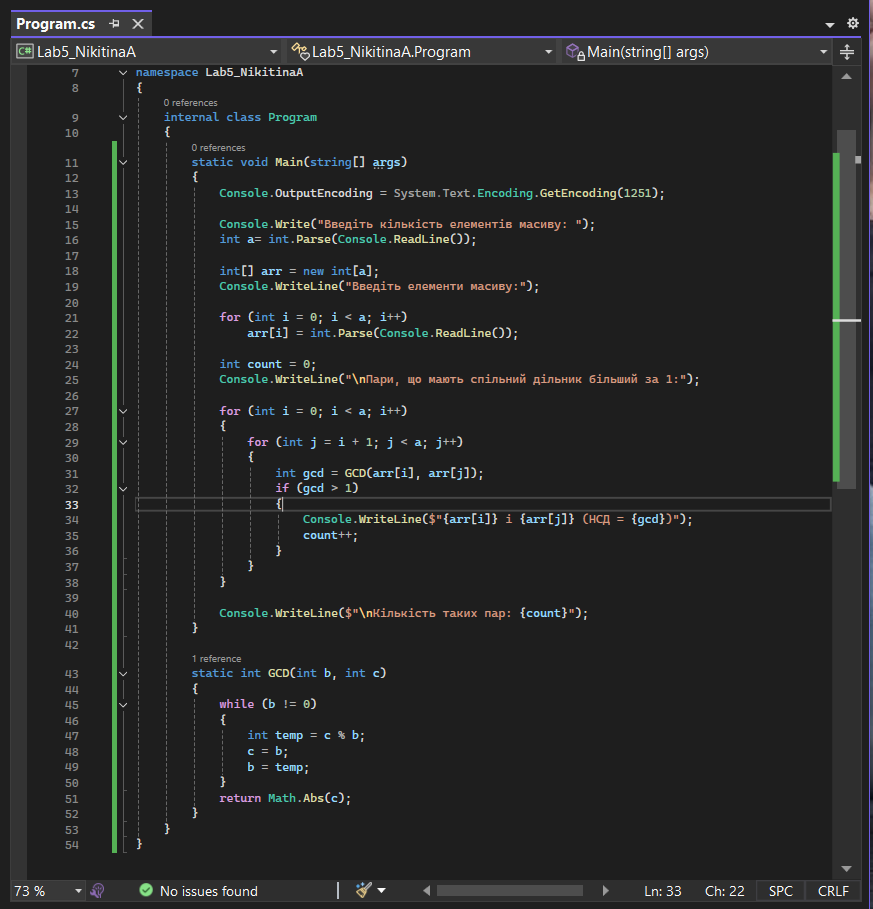 Program.cs
Lab5_NikitinaA Lab5_NikitinaA.Program Main(string[] args)
7 namespace Lab5_NikitinaA
8 {
0 references
9 internal class Program
10 {
0 references
11 static void Main(string[] args)
12 {
13 Console.OutputEncoding = System.Text.Encoding.GetEncoding(1251);
14
15 Console.Write("Введіть кількість елементів масиву: ");
16 int a= int.Parse(Console.ReadLine());
17
18 int[] arr = new int[a];
19 Console.WriteLine("Введіть елементи масиву:");
20
21 for (int i = 0; i < a; i++)
22 arr[i] = int.Parse(Console.ReadLine());
23
24 int count = 0;
25 Console.WriteLine("\nПари, що мають спільний дільник більший за 1:");
26
27 for (int i = 0; i < a; i++)
28 {
29 for (int j = i + 1; j < a; j++)
30 {
31 int gcd = GCD(arr[i], arr[j]);
32 if (gcd > 1)
33 {
34 Console.WriteLine($"{arr[i]} і {arr[j]} (НСД = {gcd})");
35 count++;
36 }
37 }
38 }
39
40 Console.WriteLine($"\nКількість таких пар: {count}");
41 }
42
1 reference
43 static int GCD(int b, int c)
44 {
45 while (b != 0)
46 {
47 int temp = c % b;
48 c = b;
49 b = temp;
50 }
51 return Math.Abs(c);
52 }
53 }
54 }
73 % No issues found Ln: 33 Ch: 22 SPC CRLF